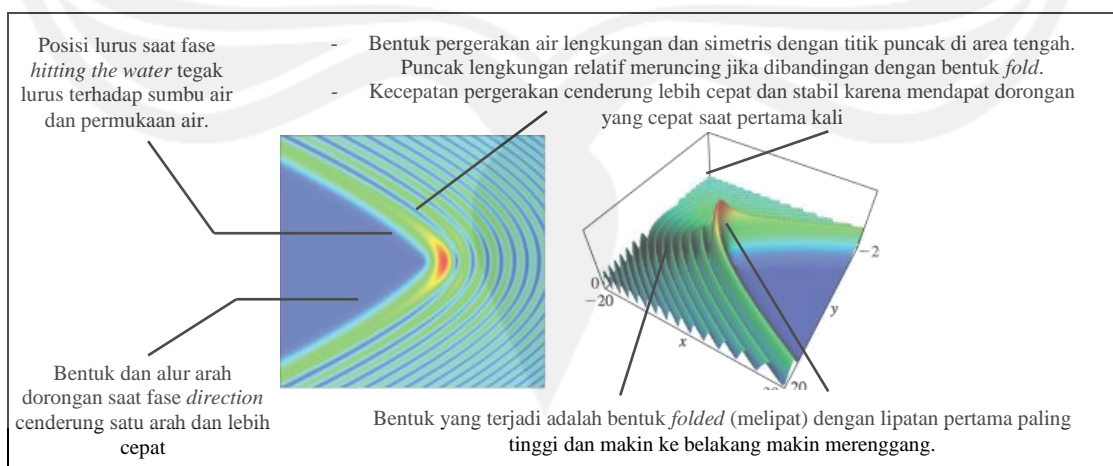 Posisi lurus saat fase
hitting the water tegak
lurus terhadap sumbu air
dan permukaan air.
- Bentuk pergerakan air lengkungan dan simetris dengan titik puncak di area tengah.
Puncak lengkungan relatif meruncing jika dibandingan dengan bentuk fold.
- Kecepatan pergerakan cenderung lebih cepat dan stabil karena mendapat dorongan
yang cepat saat pertama kali
0
−20
x
y
−2
20
Bentuk dan alur arah
dorongan saat fase direction
cenderung satu arah dan lebih
cepat
Bentuk yang terjadi adalah bentuk folded (melipat) dengan lipatan pertama paling
tinggi dan makin ke belakang makin merenggang.